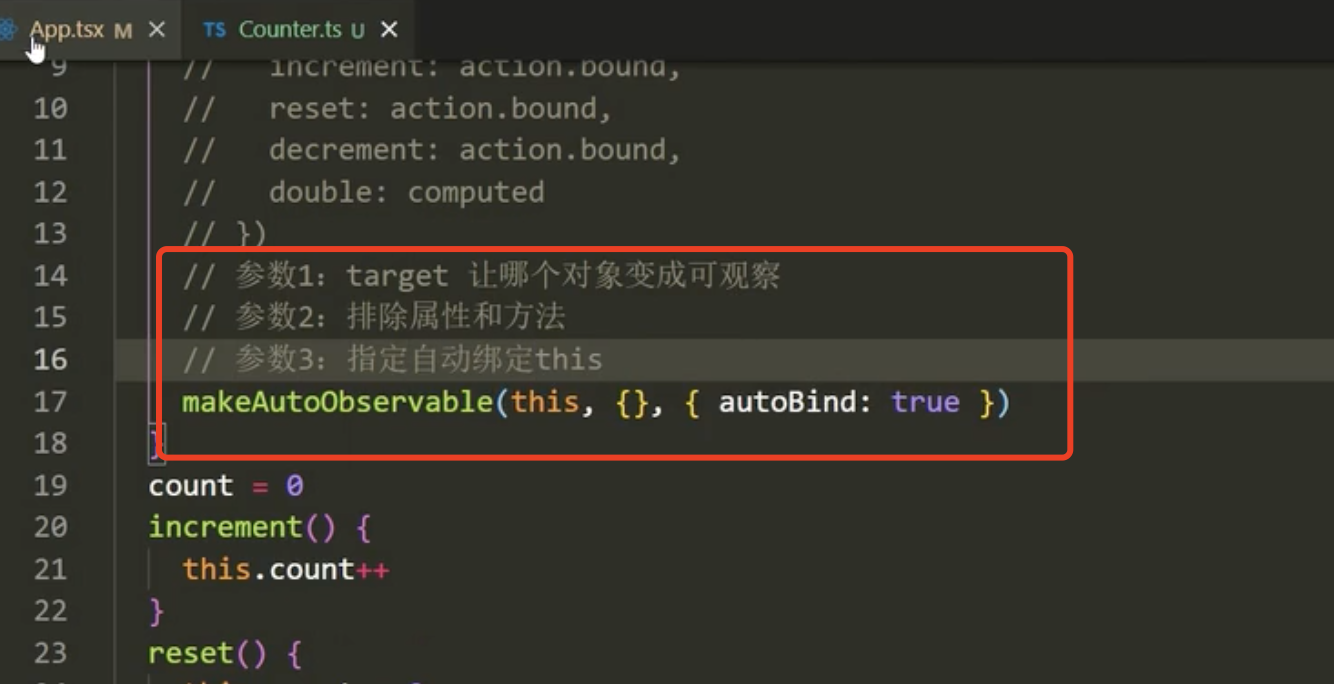 App.tsx M × TS Counter.ts U ×
9 // increment: action.bound,
10 // reset: action.bound,
11 // decrement: action.bound,
12 // double: computed
13 // })
14 // 参数1：target 让哪个对象变成可观察
15 // 参数2：排除属性和方法
16 // 参数3：指定自动绑定this
17 makeAutoObservable(this, {}, { autoBind: true })
18 }
19 count = 0
20 increment() {
21 this.count++
22 }
23 reset() {